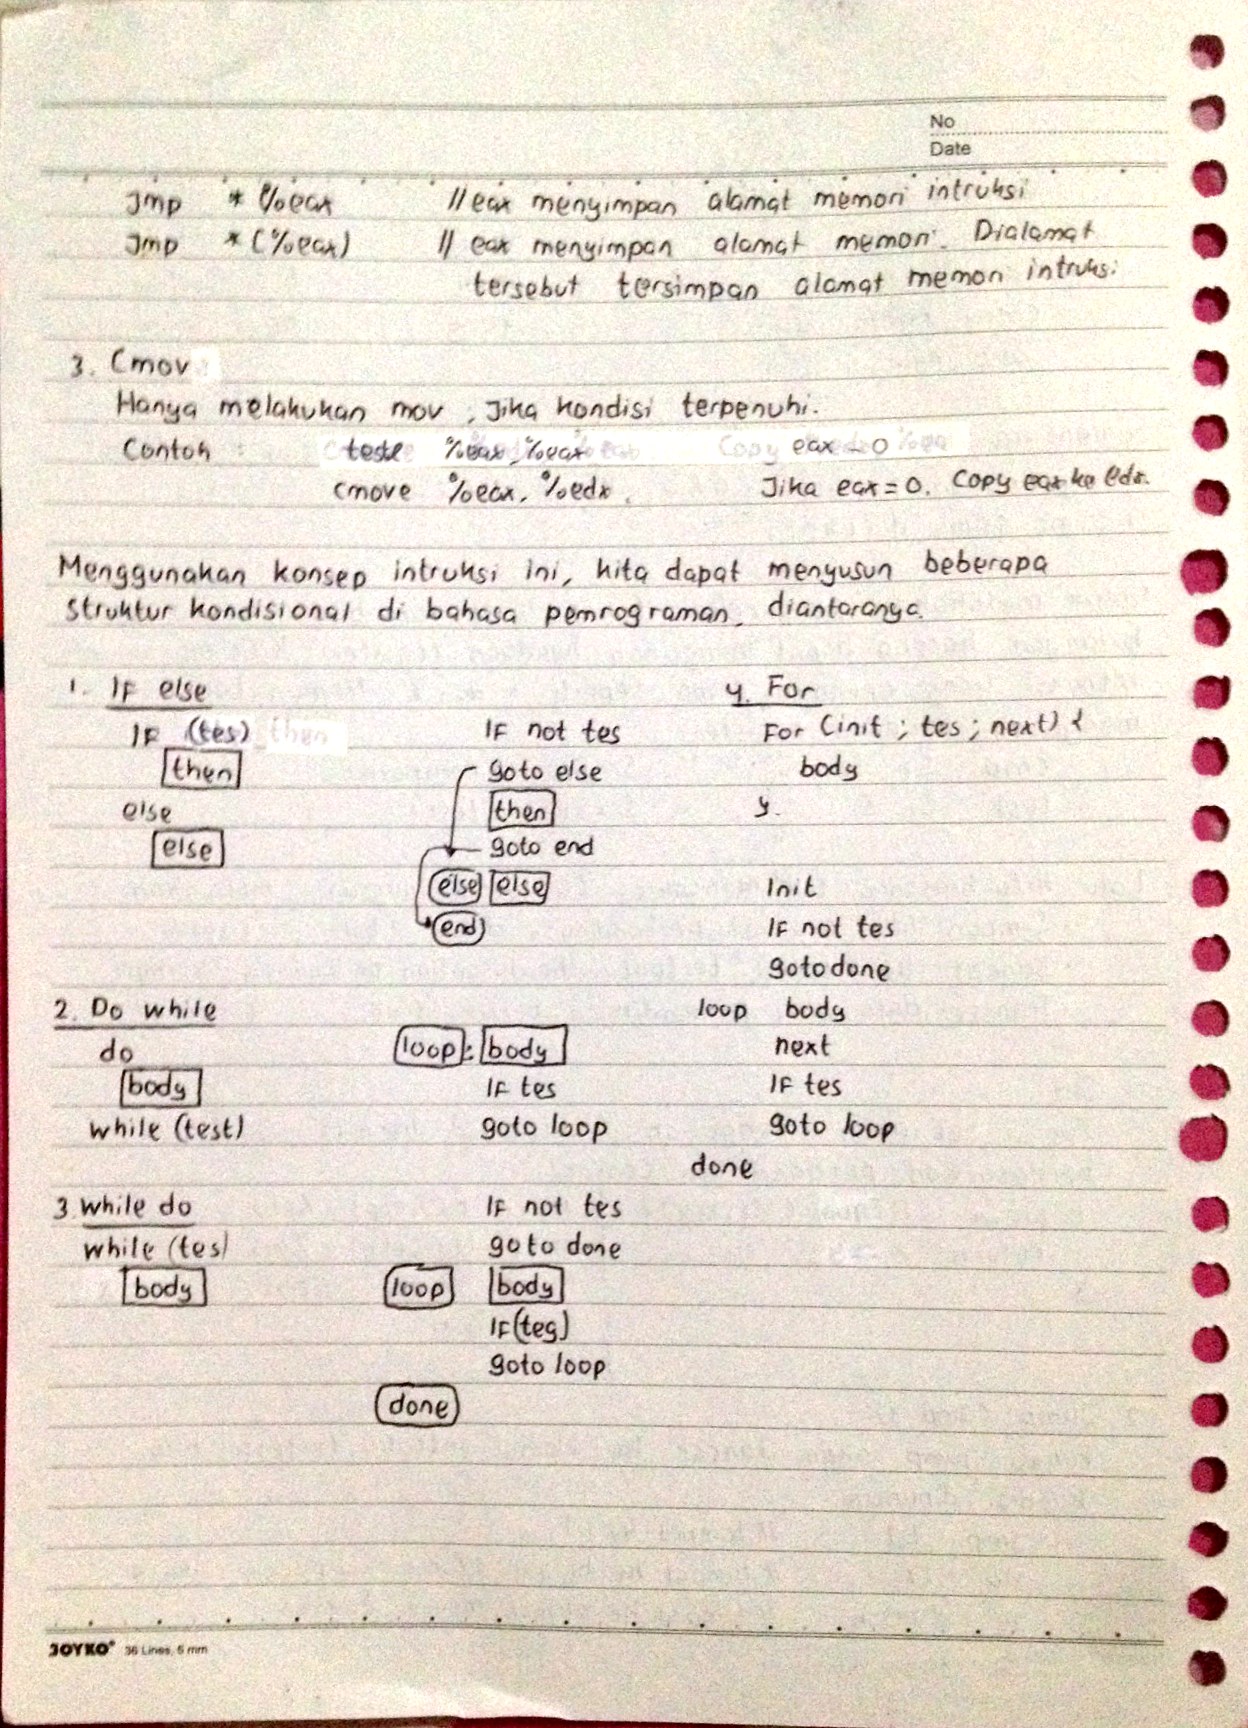 No
Date
Jmp * %eax // eax menyimpan alamat memori intruksi
Jmp * (%eax) // eax menyimpan alamat memori. Dialamat
tersebut tersimpan alamat memori intruksi
3. Cmov
Hanya melakukan mov, jika kondisi terpenuhi.
Contoh : testl %eax, %eax eax - 0
cmove %eax, %edx. Jika eax = 0. Copy eax ke edx.
Menggunakan konsep intruksi ini, kita dapat menyusun beberapa
struktur kondisional di bahasa pemrograman, diantaranya.
1. IF else
IF (tes)
then
else
else
IF not tes
goto else
then
goto end
else else
end
2. Do while
do
body
while (test)
loop : body
IF tes
goto loop
3 while do
while (tes)
body
IF not tes
goto done
loop body
IF (tes)
goto loop
done
4. For
For (init ; tes ; next) {
body
}.
Init
IF not tes
goto done
loop body
next
IF tes
goto loop
done
JOYKO 36 Lines, 6 mm